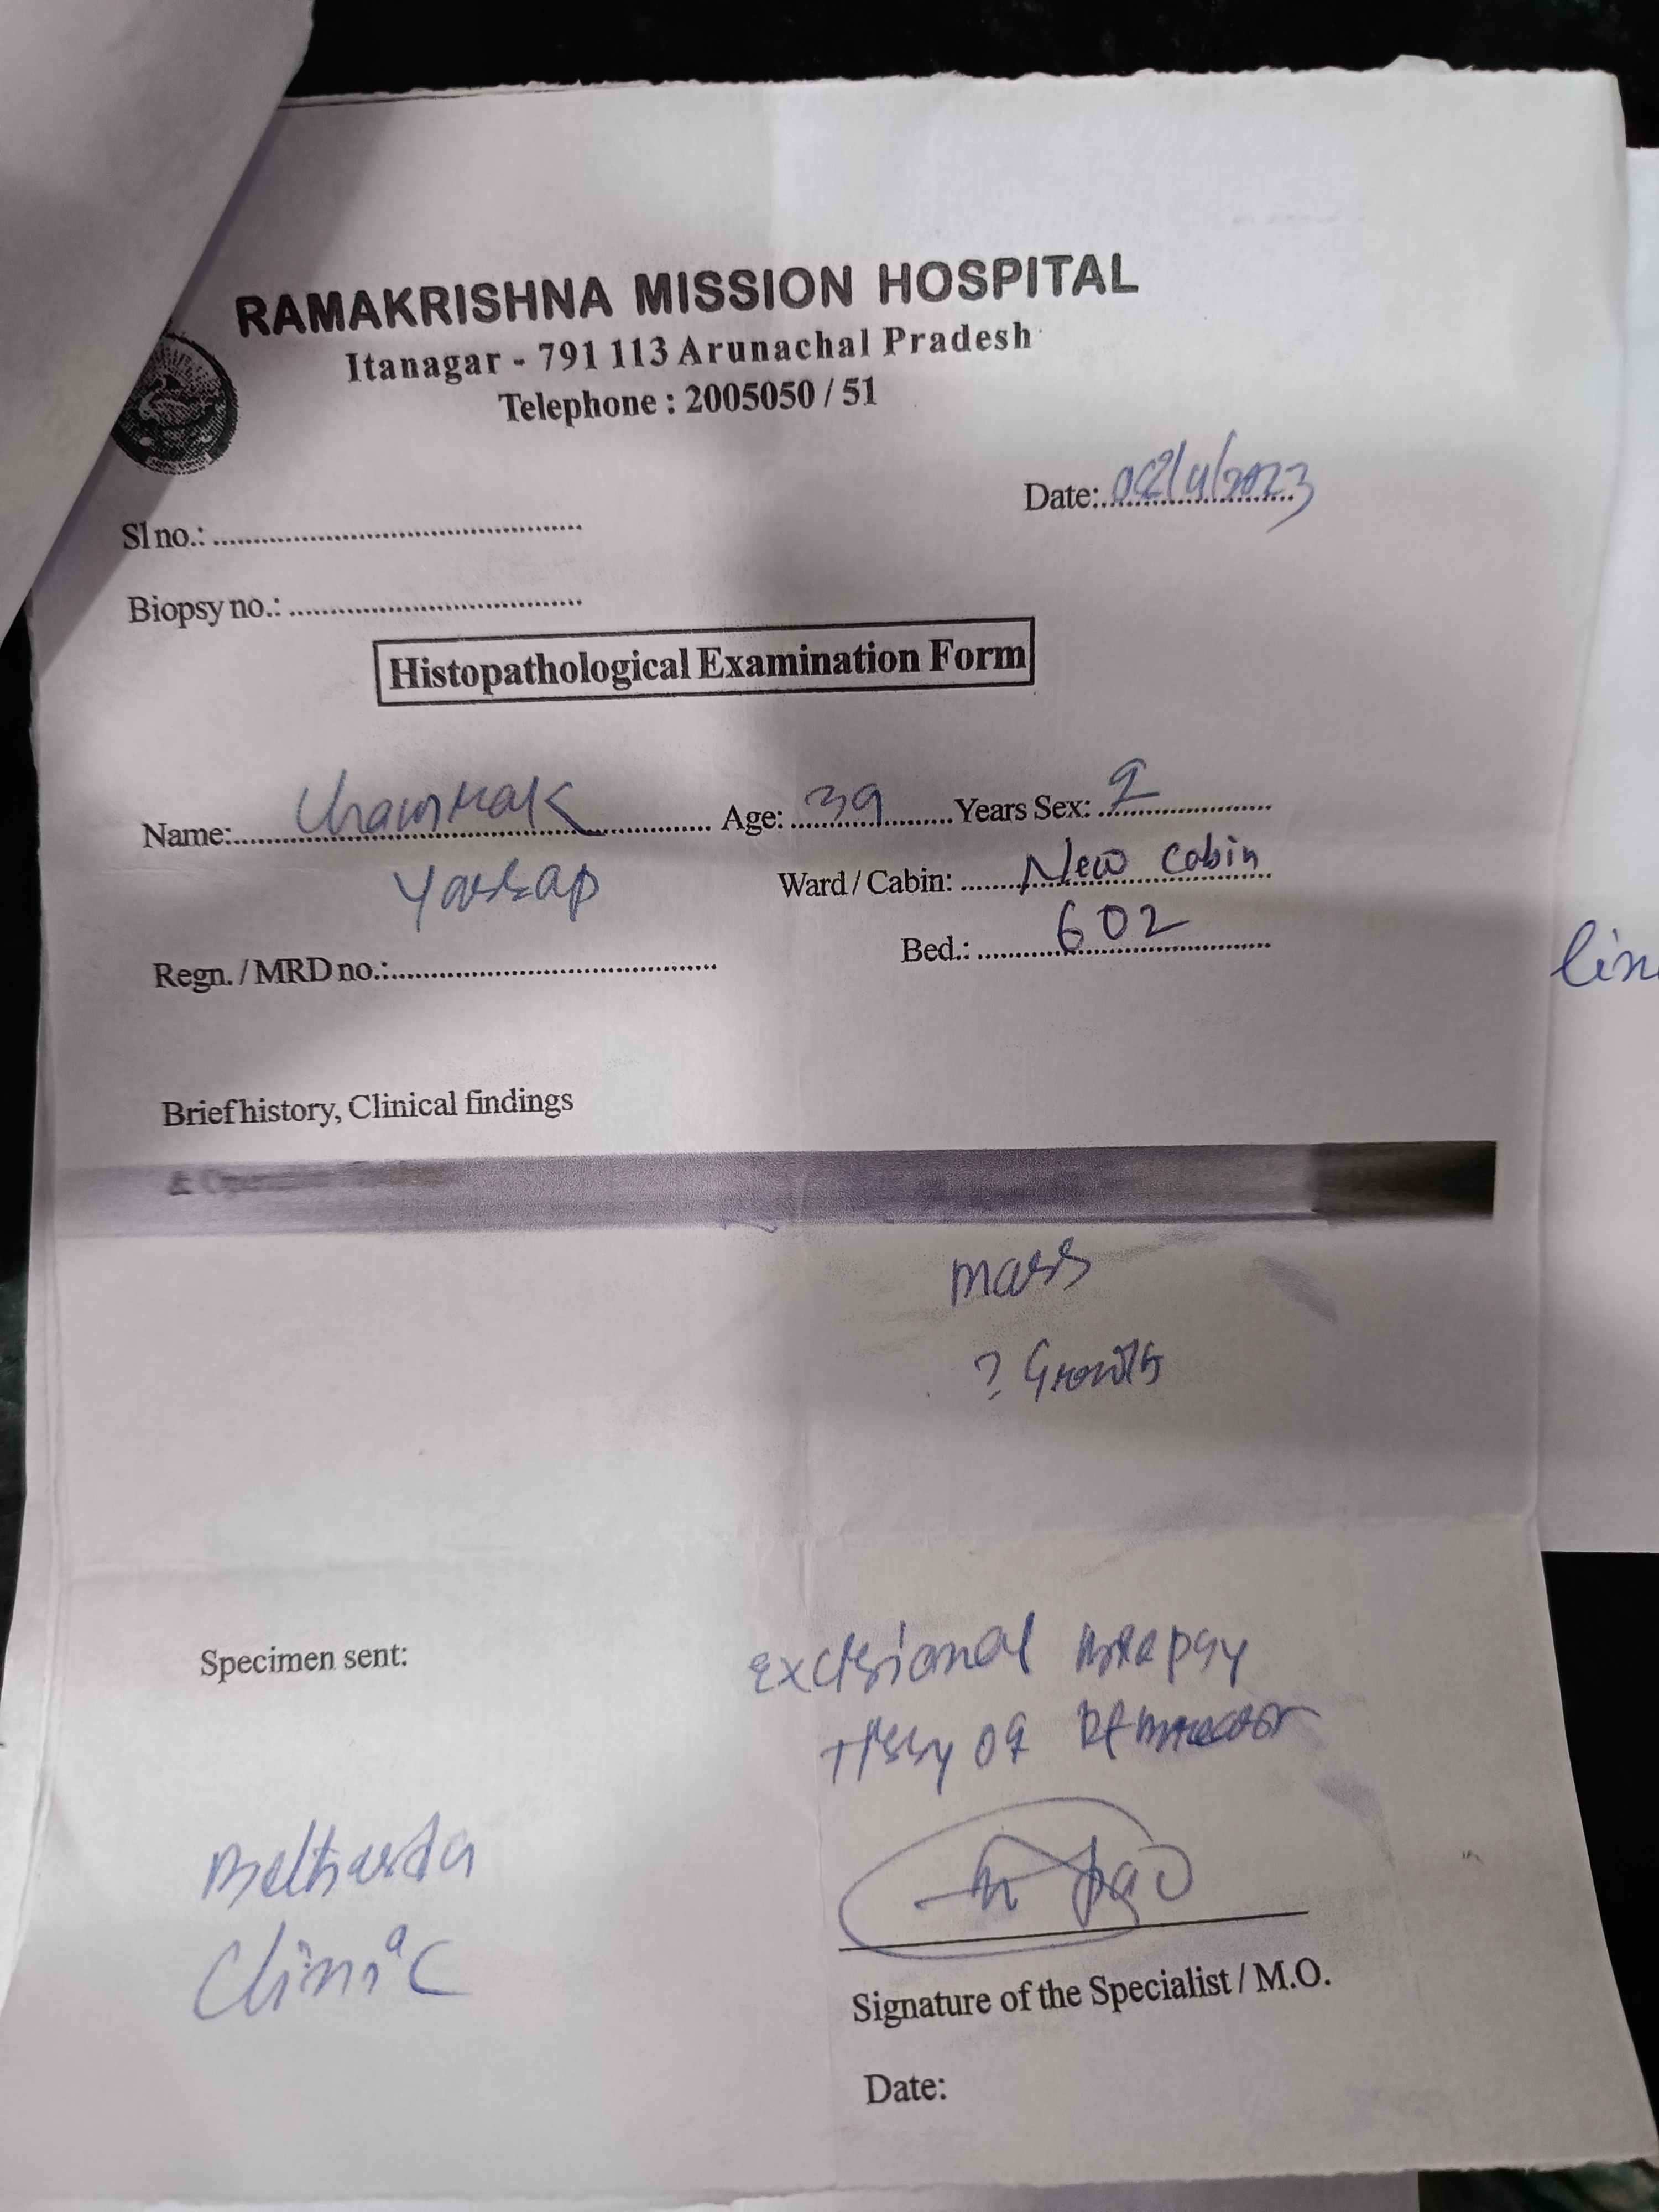 RAMAKRISHNA MISSION HOSPITAL
Itanagar - 791 113 Arunachal Pradesh
Telephone : 2005050 / 51
Date:
Sl no.:
Biopsy no.:
Histopathological Examination Form
Name: Age: 39 Years Sex: ♀
Ward / Cabin: New Cabin
Bed.: 602
Regn. / MRD no.:
Brief history, Clinical findings
mass
? Growth
Specimen sent: Excisional
Clinic
Signature of the Specialist / M.O.
Date: